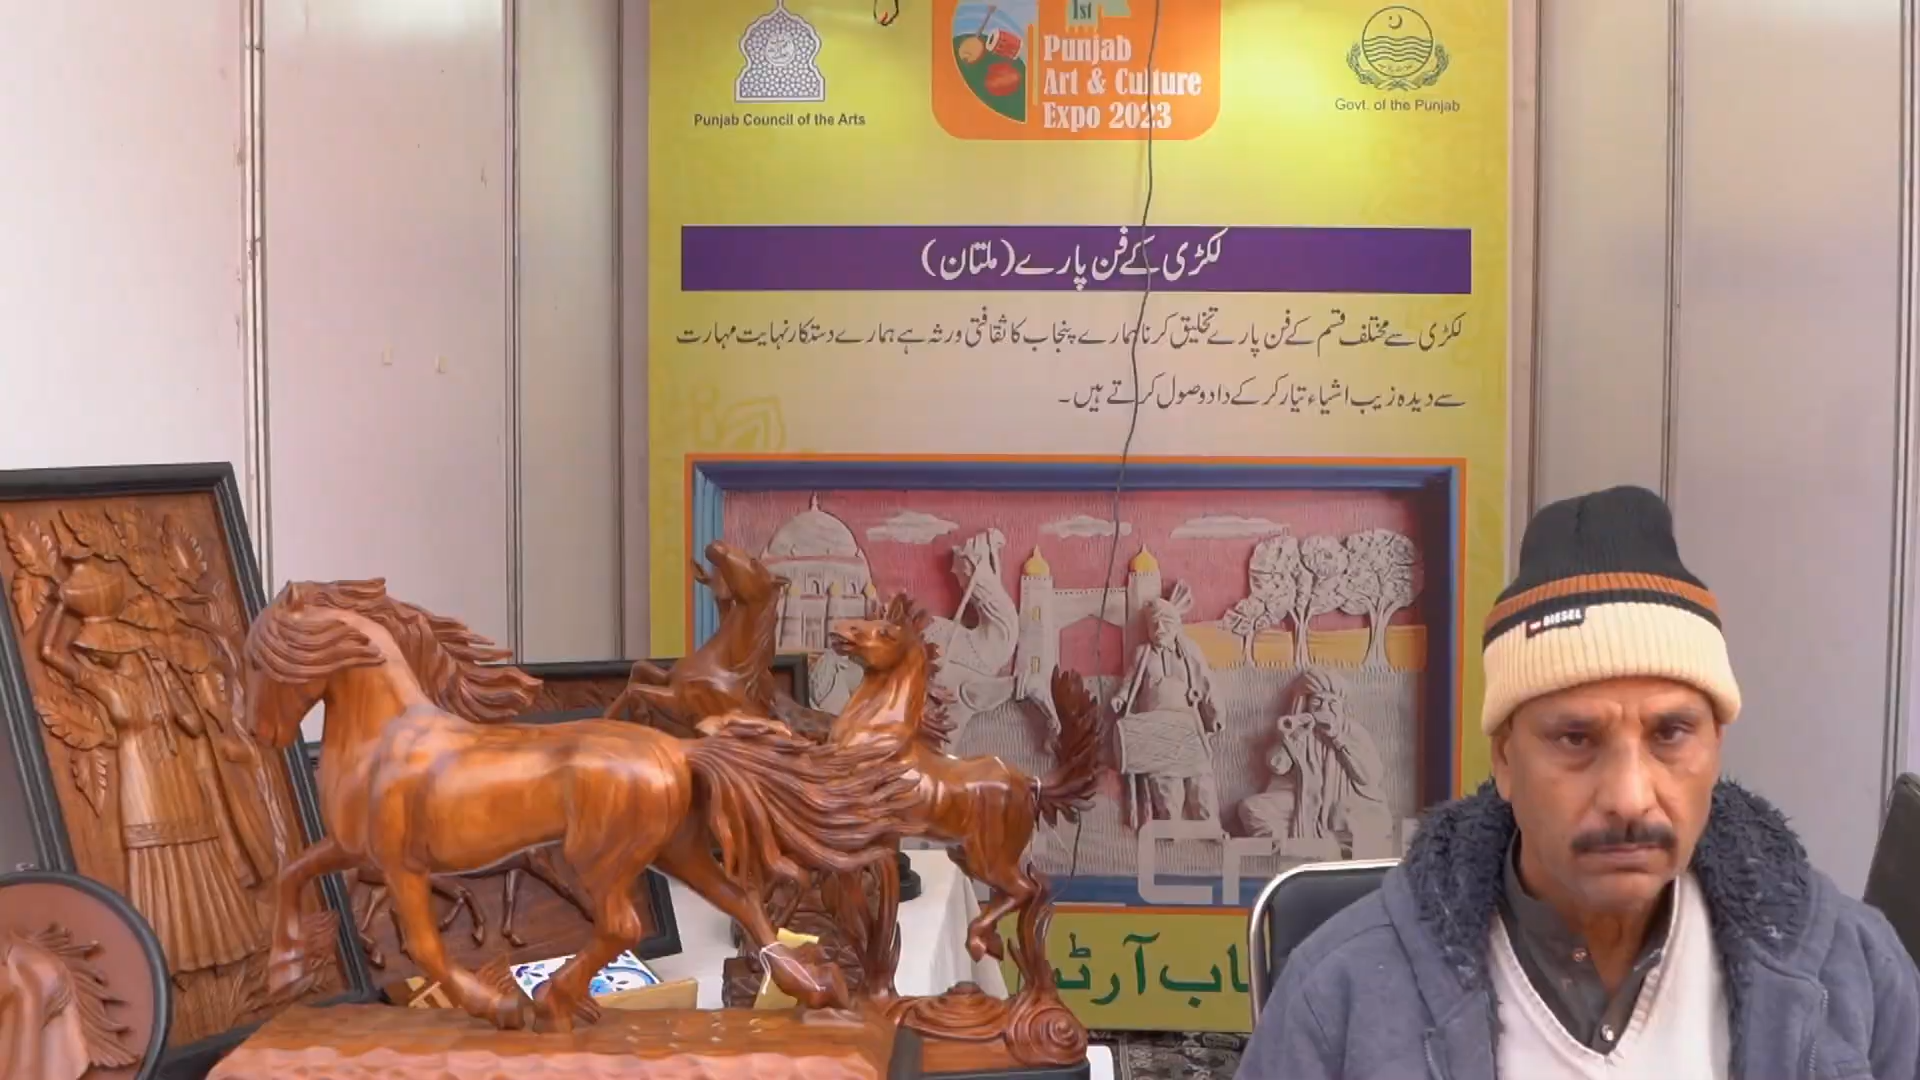 1st
Punjab
Art & Culture
Expo 2023
Punjab Council of the Arts
Govt. of the Punjab
لکڑی کے فن پارے (ملتان)
لکڑی سے مختلف قسم کے فن پارے تخلیق کرنا ہمارے پنجاب کا ثقافتی ورثہ ہے ہمارے دستکار نہایت مہارت
سے دیدہ زیب اشیاء تیار کر کے داد وصول کرتے ہیں۔
DIESEL
اب آرٹس